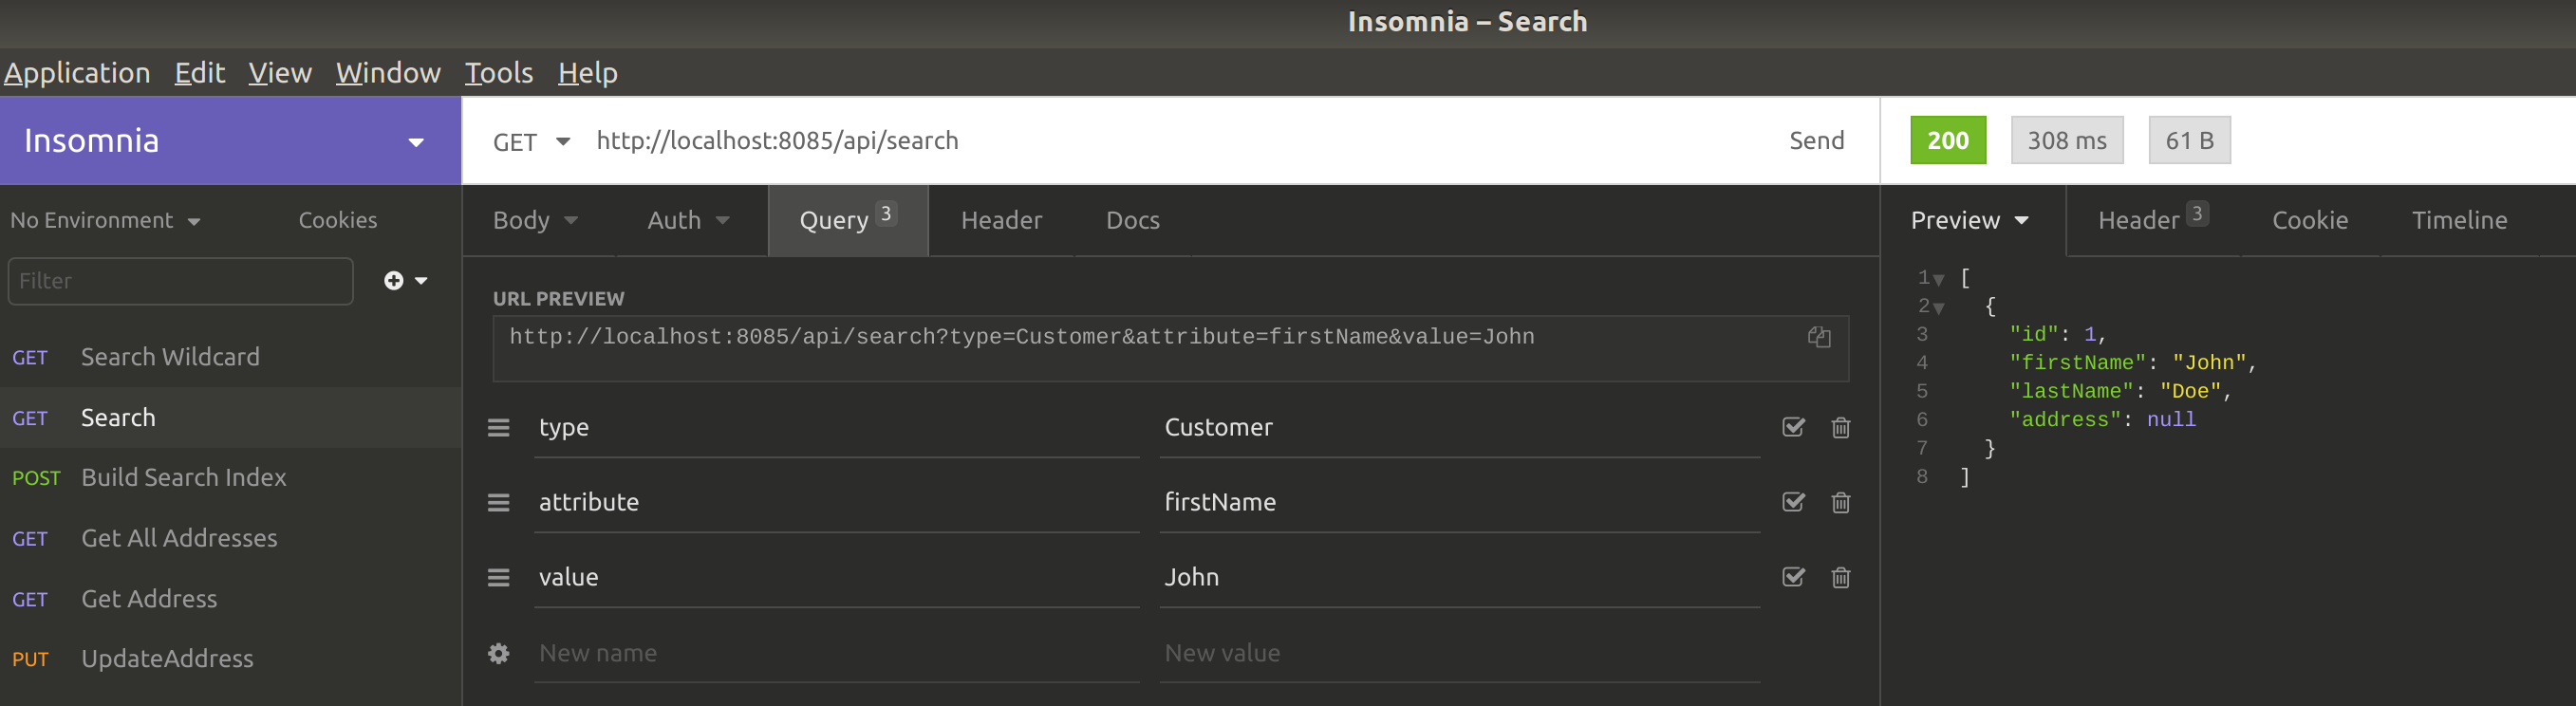 Insomnia – Search
Application Edit View Window Tools Help
Insomnia
GET http://localhost:8085/api/search Send
200 308 ms 61 B
No Environment Cookies
Body Auth Query 3 Header Docs
Preview Header 3 Cookie Timeline
Filter
GET Search Wildcard
GET Search
POST Build Search Index
GET Get All Addresses
GET Get Address
PUT UpdateAddress
URL PREVIEW
http://localhost:8085/api/search?type=Customer&attribute=firstName&value=John
type Customer
attribute firstName
value John
New name New value
1 [
2 {
3 "id": 1,
4 "firstName": "John",
5 "lastName": "Doe",
6 "address": null
7 }
8 ]